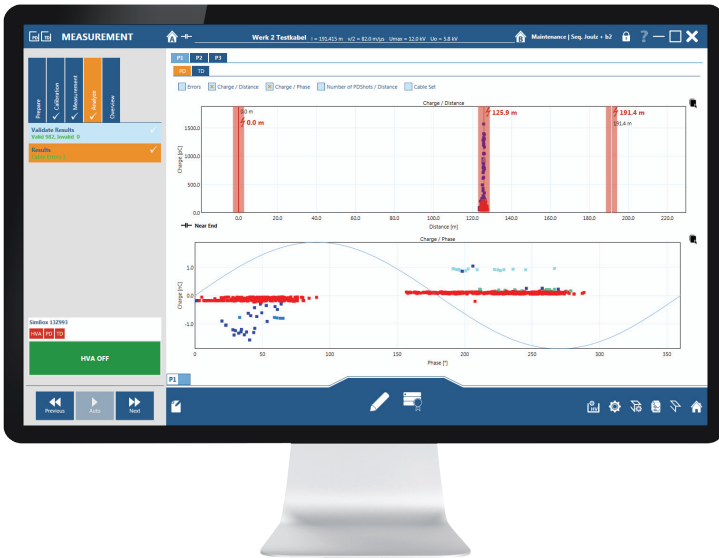 PD TD MEASUREMENT
Werk 2 Testkabel l = 191.415 m v/2 = 82.0 m/µs Umax = 12.0 kV Uo = 5.8 kV
Maintenance | Seq. Joulz + b2
?
P1 P2 P3
PD TD
Errors Charge / Distance Charge / Phase Number of PDShots / Distance Cable Set
Prepare
Calibration
Measurement
Analyse
Overview
Validate Results
Valid 982, Invalid 0
Results
Charge / Distance
Charge [pC]
1500.0
1000.0
500.0
0.0
0.0 m
0.0 m
125.9 m
191.4 m
191.4 m
0.0 20.0 40.0 60.0 80.0 100.0 120.0 140.0 160.0 180.0 200.0 220.0
Near End
Distance [m]
Charge / Phase
Charge [nC]
1.0
0.0
-1.0
0 50 100 150 200 250 300 350
Phase [°]
SimBox 11Z993
HVA PD TD
HVA OFF
P1
Previous Auto Next